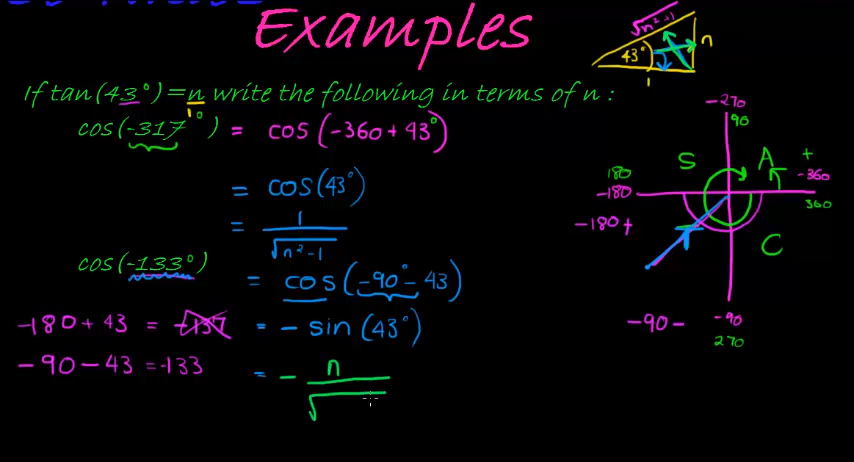 Examples
√n²+1
43°
n
1
If tan(43°) = n write the following in terms of n :
1
cos(-317°) = cos(-360+43°)
= cos(43°)
= 1/√n²-1
cos(-133°) = cos(-90°-43)
-180+43 = -137 = -sin(43°)
-90-43 = -133
= - n/√
-270
90
S A +
180 -360
-180 360
-180+
C
-90- -90
270